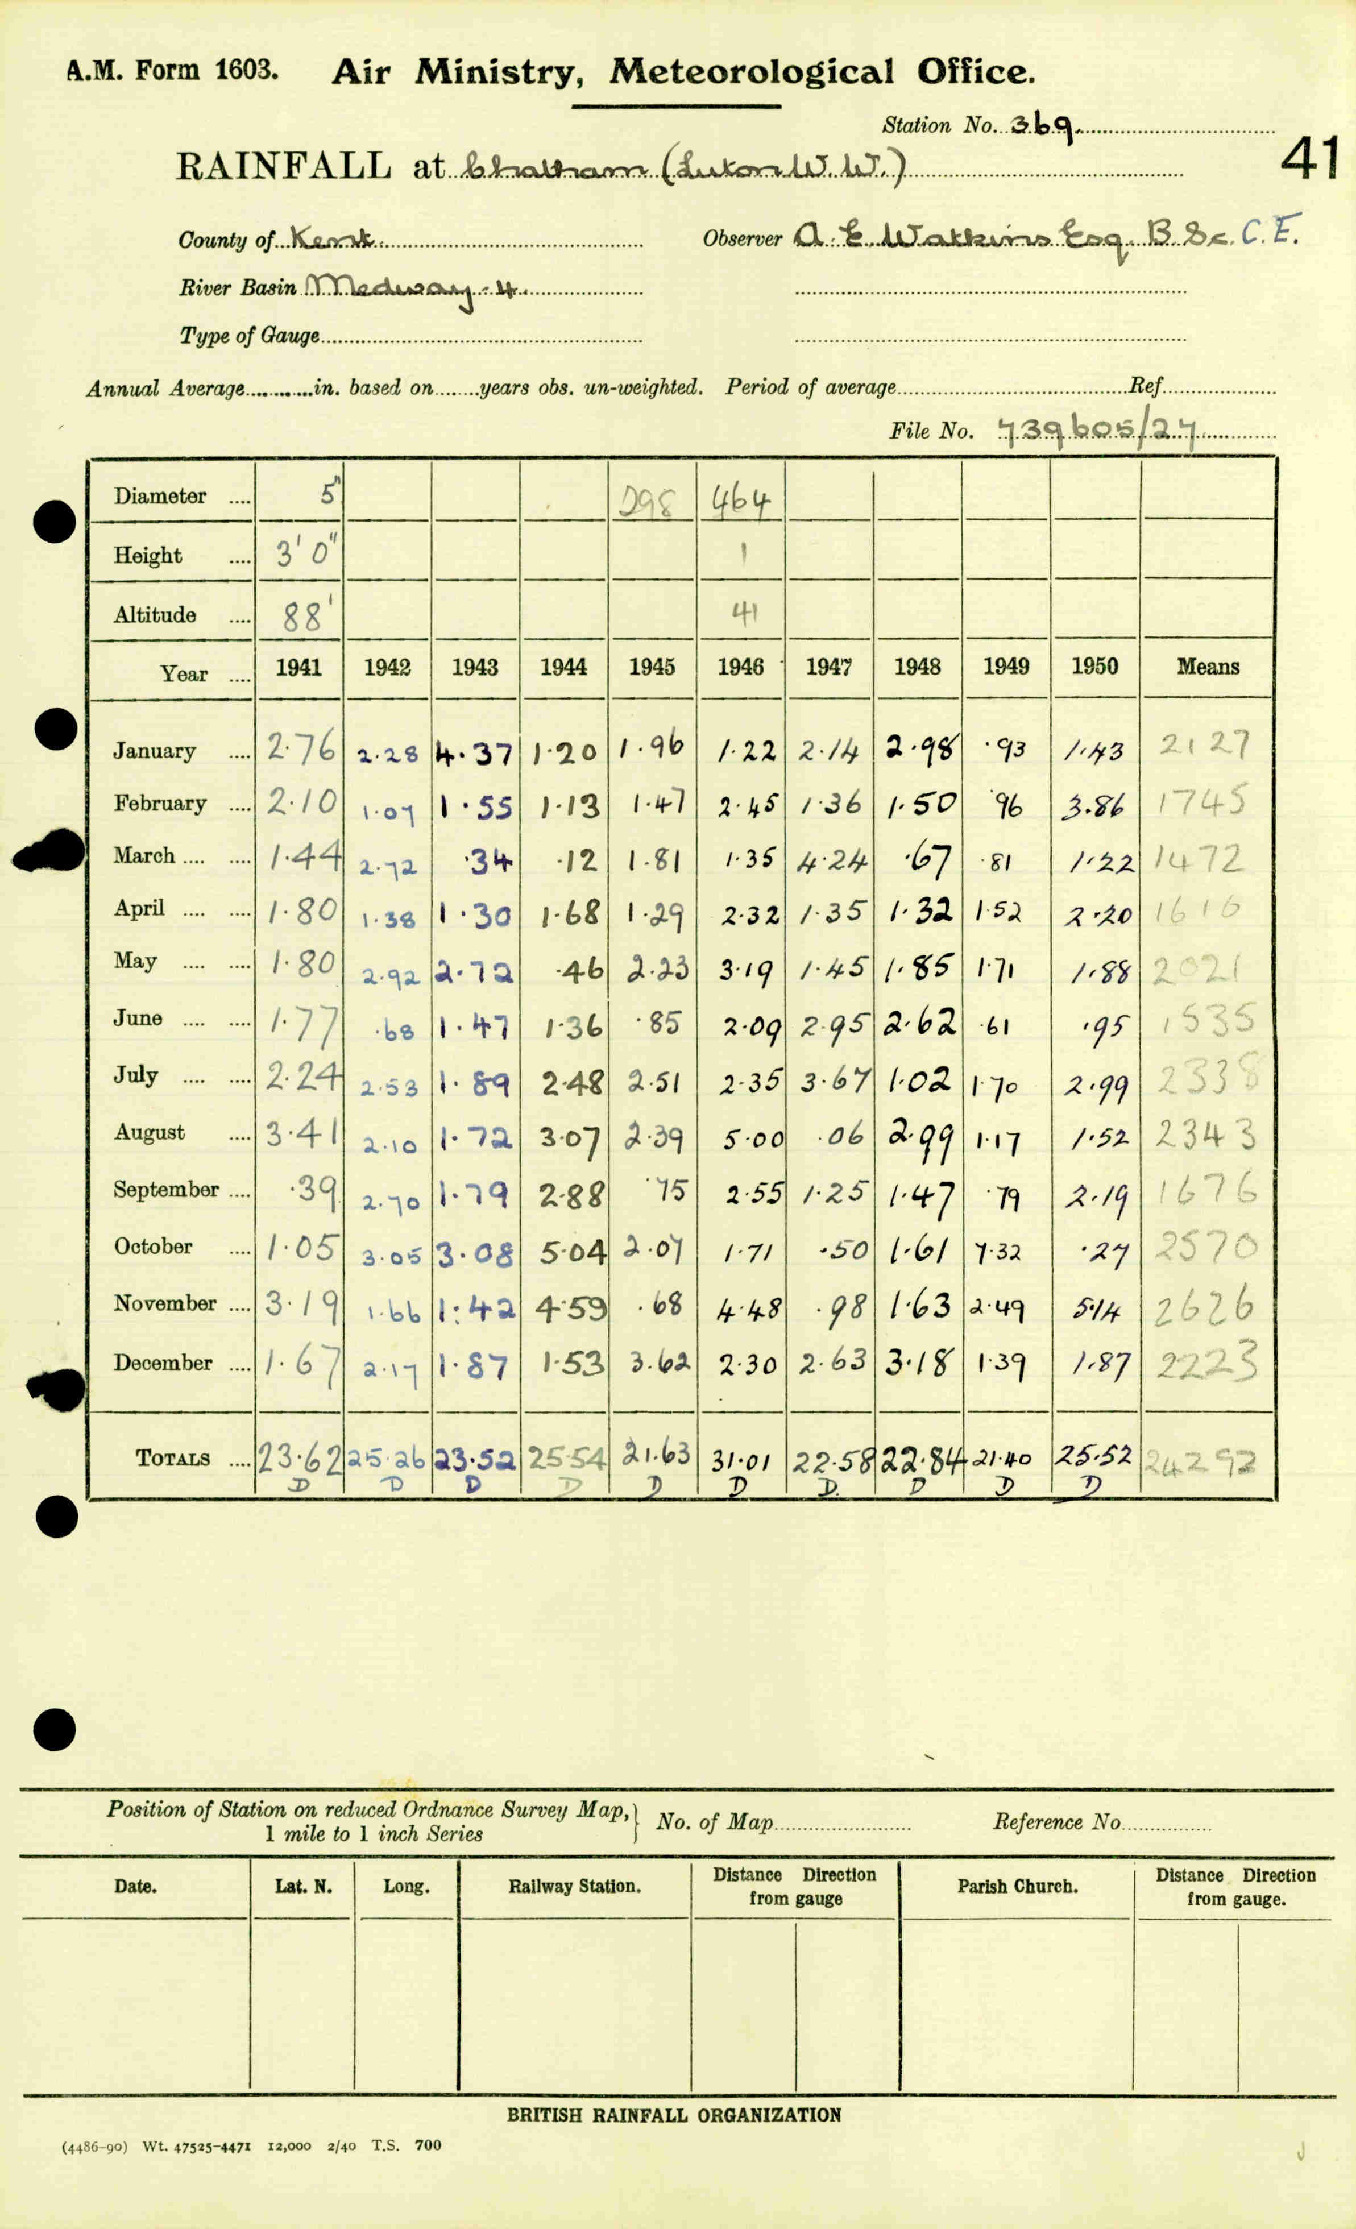 A.M. Form 1603. Air Ministry, Meteorological Office.
Station No. 369.
41
RAINFALL at Chatham (Luton W.W.)
County of Kent. Observer A. E. Watkins Esq. B.Sc. C.E.
River Basin Medway. 4.
Type of Gauge
Annual Average in. based on years obs. un-weighted. Period of average Ref.
File No. 739605/27
Diameter .... 5" 298 464
Height .... 3' 0" 1
Altitude .... 88' 41
Year .... 1941 1942 1943 1944 1945 1946 1947 1948 1949 1950 Means
January .... 2.76 2.28 4.37 1.20 1.96 1.22 2.14 2.98 .93 1.43 2127
February .... 2.10 1.07 1.55 1.13 1.47 2.45 1.36 1.50 .96 3.86 1745
March .... .... 1.44 2.72 .34 .12 1.81 1.35 4.24 .67 .81 1.22 1472
April .... .... 1.80 1.38 1.30 1.68 1.29 2.32 1.35 1.32 1.52 2.20 1616
May .... .... 1.80 2.92 2.72 .46 2.23 3.19 1.45 1.85 1.71 1.88 2021
June .... .... 1.77 .68 1.47 1.36 .85 2.09 2.95 2.62 .61 .95 1535
July .... .... 2.24 2.53 1.89 2.48 2.51 2.35 3.67 1.02 1.70 2.99 2338
August .... 3.41 2.10 1.72 3.07 2.39 5.00 .06 2.99 1.17 1.52 2343
September .... .39 2.70 1.79 2.88 .75 2.55 1.25 1.47 .79 2.19 1676
October .... 1.05 3.05 3.08 5.04 2.07 1.71 .50 1.61 7.32 .27 2570
November .... 3.19 1.66 1.42 4.59 .68 4.48 .98 1.63 2.49 5.14 2626
December .... 1.67 2.17 1.87 1.53 3.62 2.30 2.63 3.18 1.39 1.87 2223
TOTALS .... 23.62 25.26 23.52 25.54 21.63 31.01 22.58 22.84 21.40 25.52 24292
D D D D D D D. D D D
Position of Station on reduced Ordnance Survey Map,
1 mile to 1 inch Series
No. of Map Reference No.
Date. Lat. N. Long. Railway Station. Distance Direction from gauge Parish Church. Distance Direction from gauge.
BRITISH RAINFALL ORGANIZATION
(4486-90) Wt. 47525-4471 12,000 2/40 T.S. 700